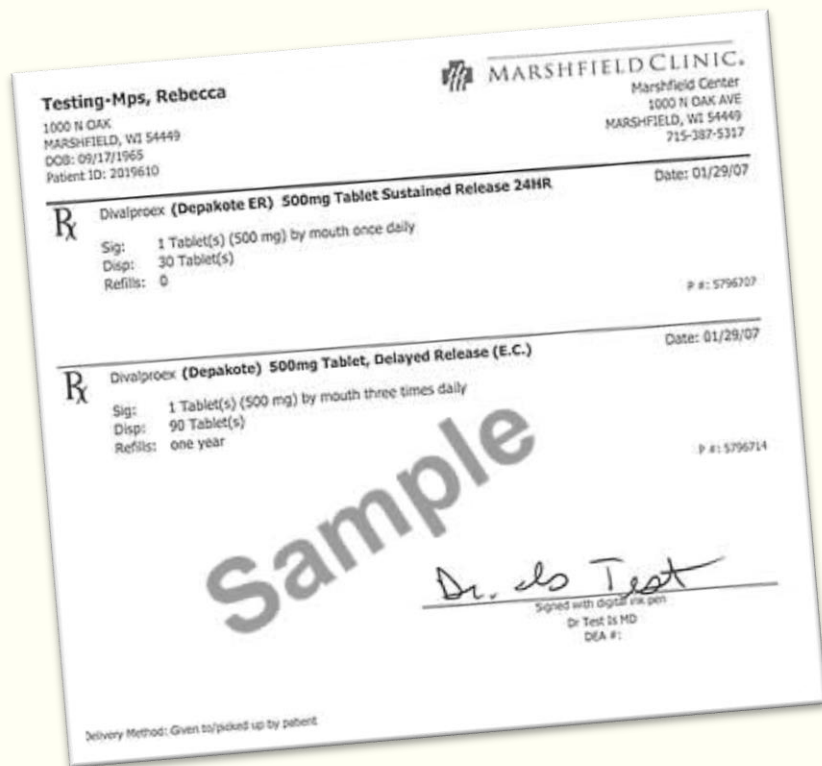 Testing-Mps, Rebecca
1000 N OAK
MARSHFIELD, WI 54449
DOB: 09/17/1965
Patient ID: 2019610
MARSHFIELD CLINIC.
Marshfield Center
1000 N OAK AVE
MARSHFIELD, WI 54449
715-387-5317
Rx Divalproex (Depakote ER) 500mg Tablet Sustained Release 24HR Date: 01/29/07
Sig: 1 Tablet(s) (500 mg) by mouth once daily
Disp: 30 Tablet(s)
Refills: 0
P #: 5796707
Rx Divalproex (Depakote) 500mg Tablet, Delayed Release (E.C.) Date: 01/29/07
Sig: 1 Tablet(s) (500 mg) by mouth three times daily
Disp: 90 Tablet(s)
Refills: one year
P #: 5796714
Sample
Dr. Is Test
Signed with digital ink pen
Dr Test Is MD
DEA #:
Delivery Method: Given to/picked up by patient